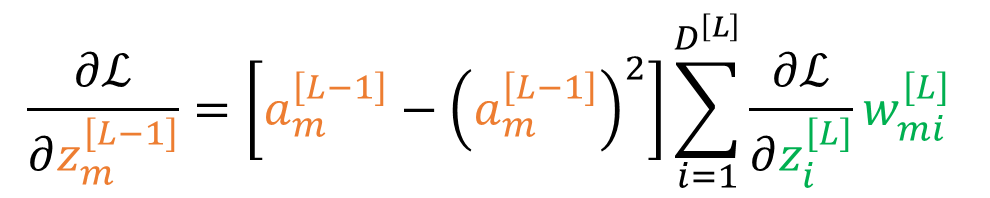 ∂ℒ/∂z_m^[L−1] = [a_m^[L−1] − (a_m^[L−1])^2] ∑_{i=1}^{D^[L]} ∂ℒ/∂z_i^[L] w_mi^[L]